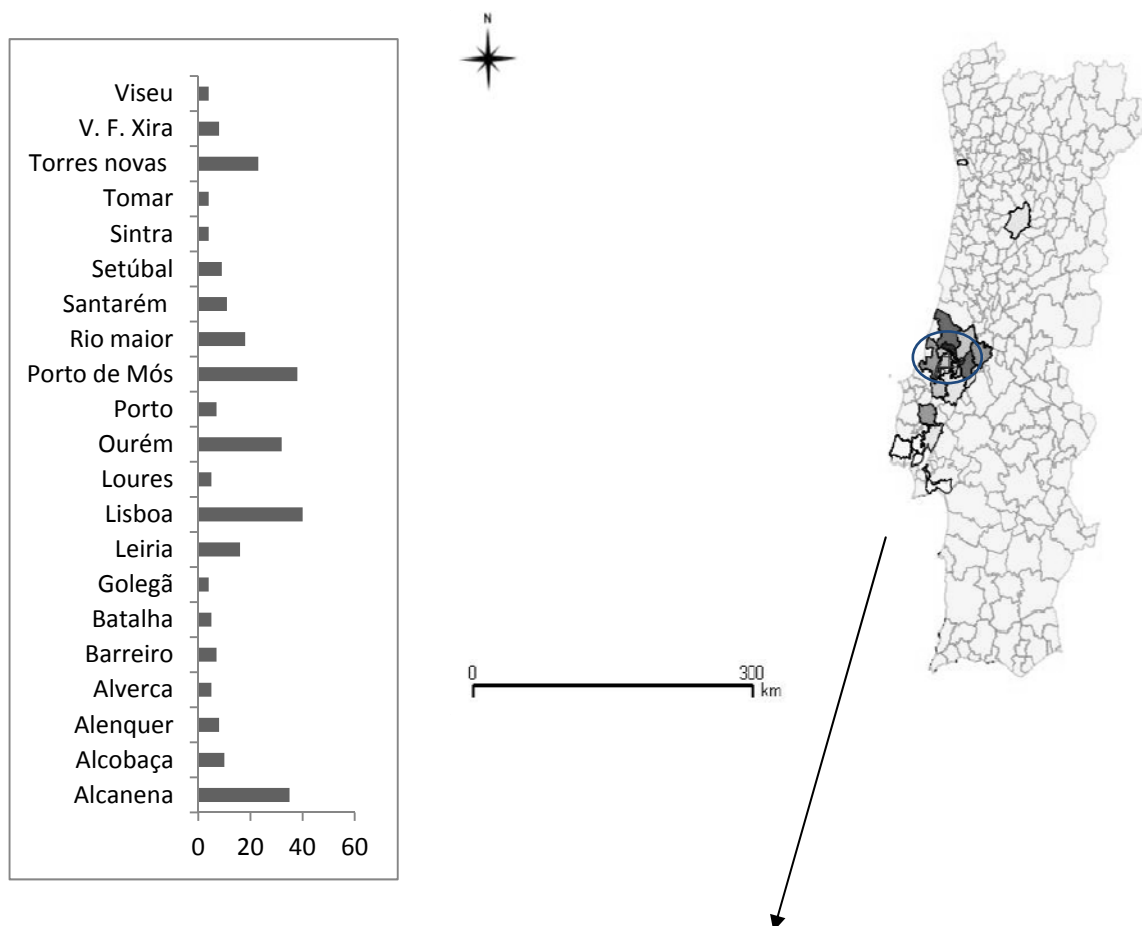 N
Viseu
V. F. Xira
Torres novas
Tomar
Sintra
Setúbal
Santarém
Rio maior
Porto de Mós
Porto
Ourém
Loures
Lisboa
Leiria
Golegã
Batalha
Barreiro
Alverca
Alenquer
Alcobaça
Alcanena
0 20 40 60
0 300
km